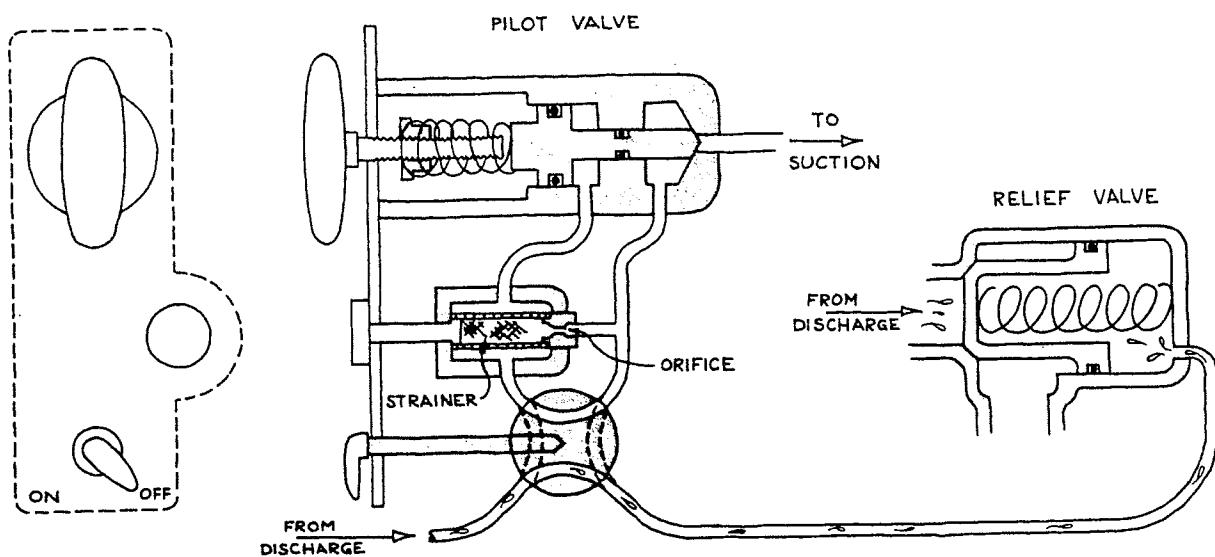 PILOT VALVE
TO
SUCTION
RELIEF VALVE
FROM
DISCHARGE
ORIFICE
STRAINER
ON
OFF
FROM
DISCHARGE